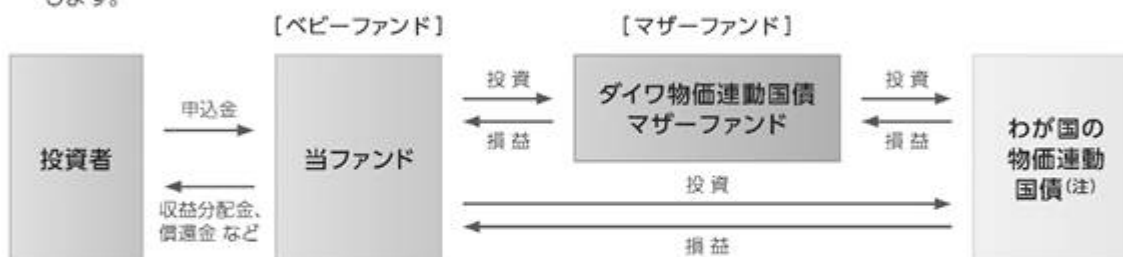 します。
[ベビーファンド]
[マザーファンド]
投資者
申込金
収益分配金、
償還金 など
当ファンド
投 資
損 益
ダイワ物価連動国債
マザーファンド
投 資
損 益
投 資
損 益
わが国の
物価連動
国債(注)